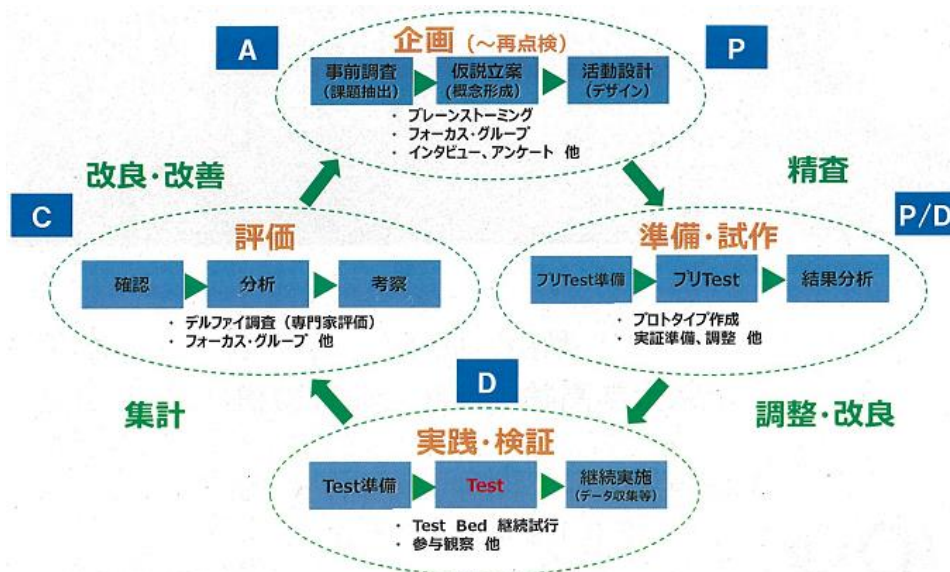 A
企画(~再点検)
P
事前調査
(課題抽出)
仮説立案
(概念形成)
活動設計
(デザイン)
・ブレーンストーミング
・フォーカス・グループ
・インタビュー、アンケート 他
改良・改善
精査
C
評価
確認
分析
考察
・デルファイ調査(専門家評価)
・フォーカス・グループ 他
P/D
準備・試作
プリTest準備
プリTest
結果分析
・プロトタイプ作成
・実証準備、調整 他
集計
D
調整・改良
実践・検証
Test準備
Test
継続実施
(データ収集等)
・Test Bed 継続試行
・参与観察 他